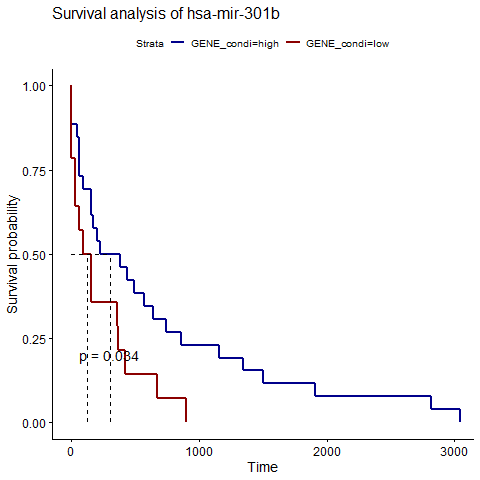 Survival analysis of hsa-mir-301b
Strata GENE_condi=high GENE_condi=low
1.00
0.75
0.50
0.25
0.00
Survival probability
p = 0.034
0 1000 2000 3000
Time